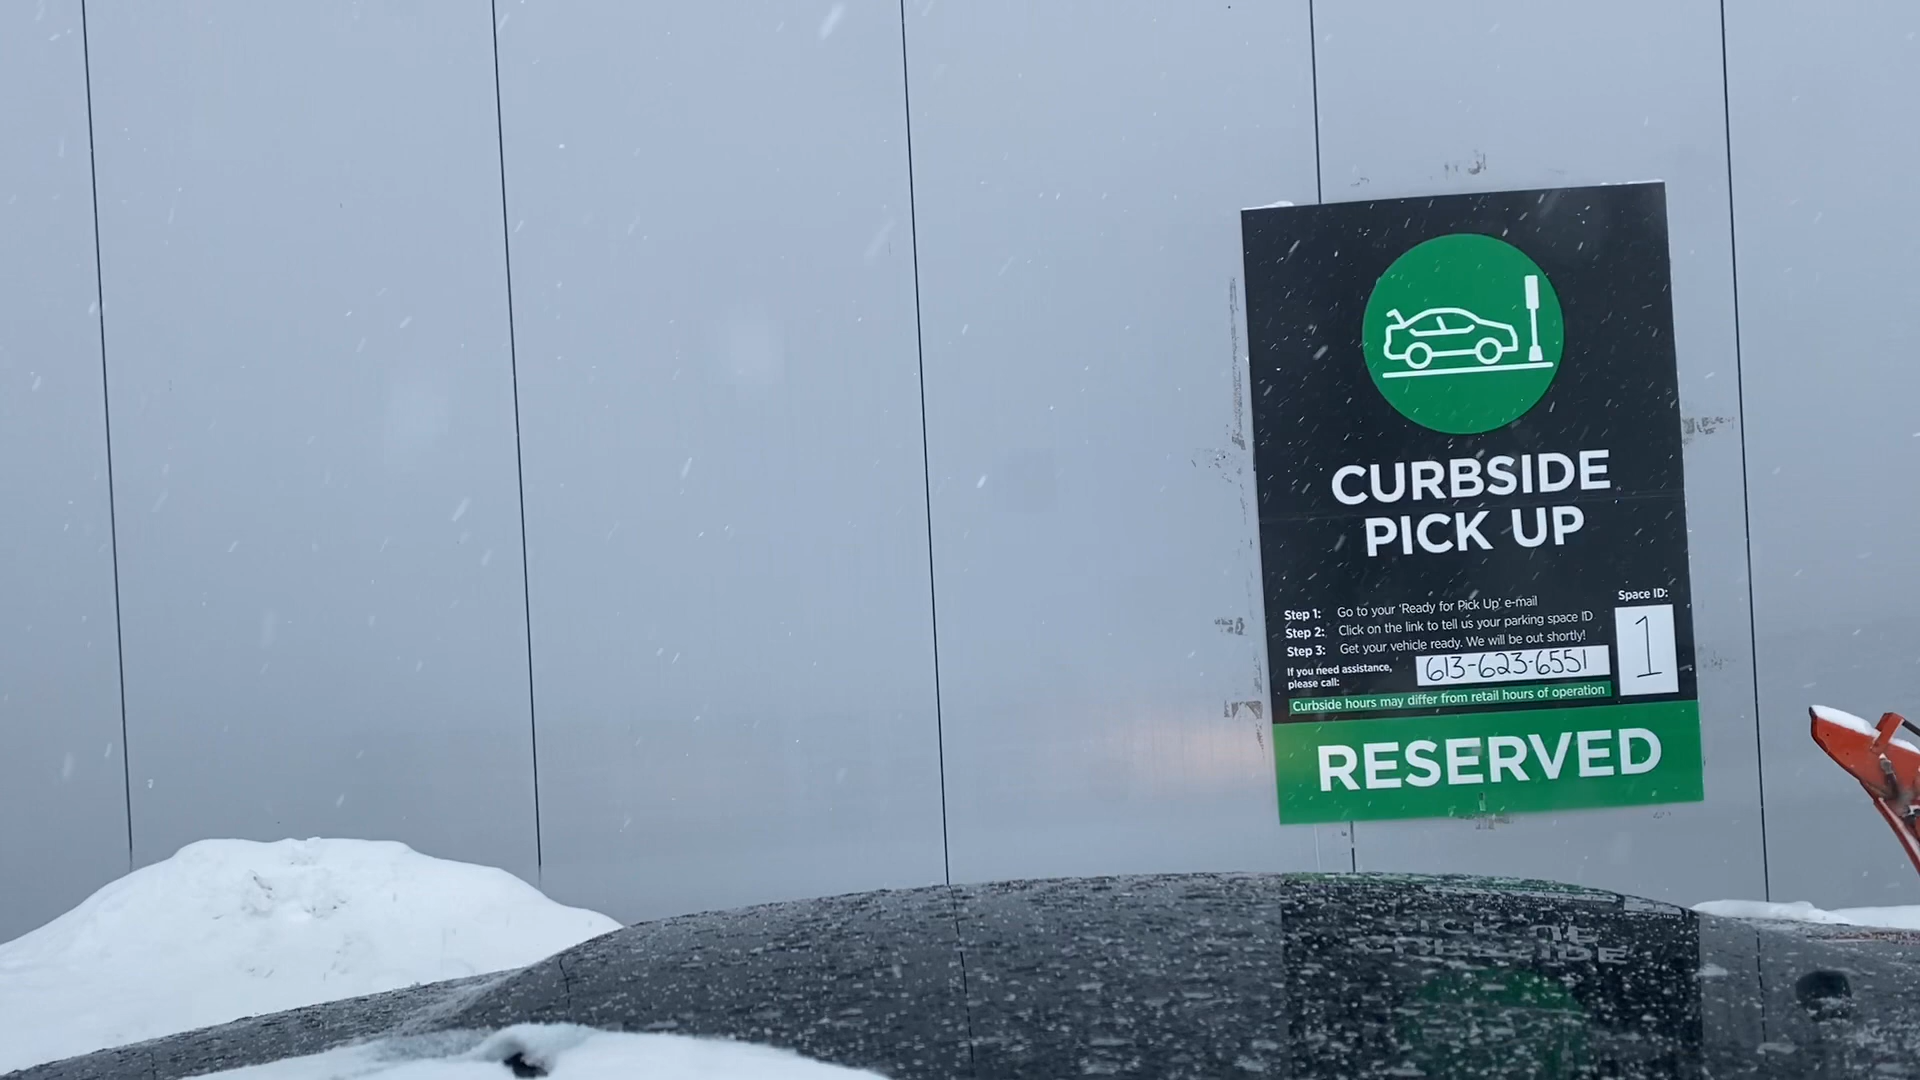 CURBSIDE
PICK UP
Step 1: Go to your 'Ready for Pick Up' e-mail
Step 2: Click on the link to tell us your parking space ID
Step 3: Get your vehicle ready. We will be out shortly!
If you need assistance,
please call:
613-623-6551
Space ID:
1
Curbside hours may differ from retail hours of operation
RESERVED